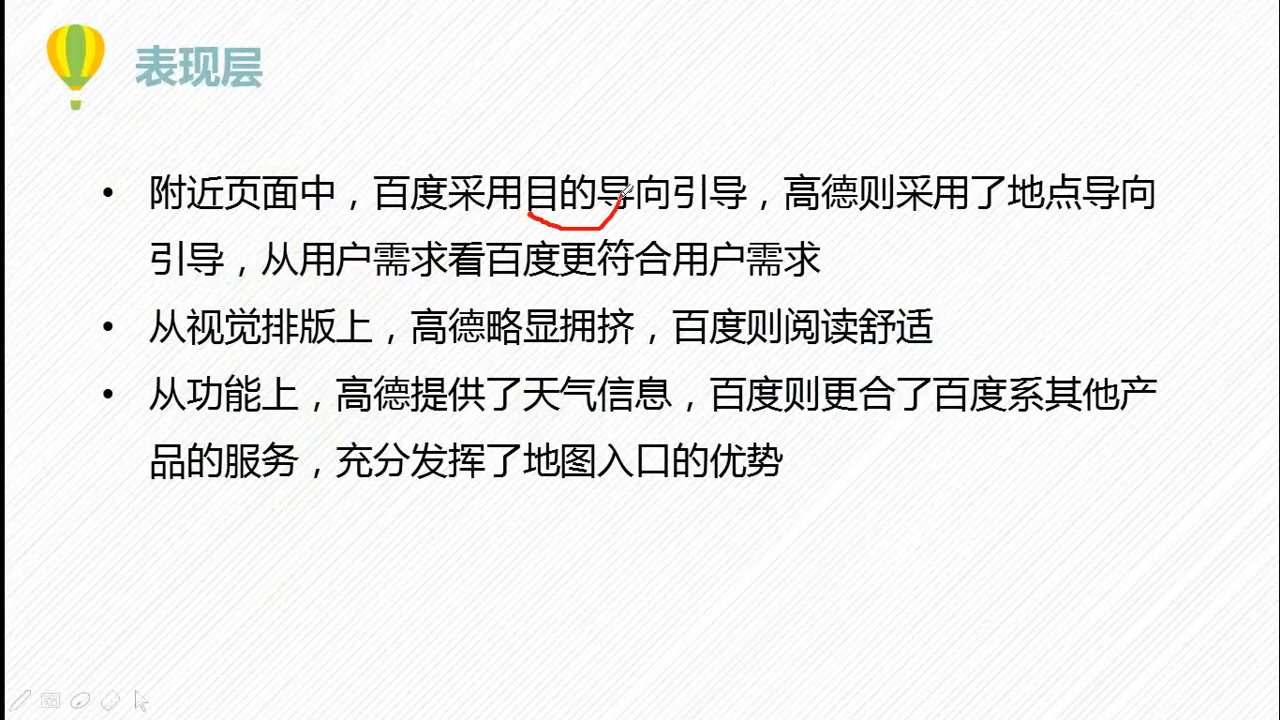 表现层
附近页面中，百度采用目的导向引导，高德则采用了地点导向
引导，从用户需求看百度更符合用户需求
从视觉排版上，高德略显拥挤，百度则阅读舒适
从功能上，高德提供了天气信息，百度则更合了百度系其他产
品的服务，充分发挥了地图入口的优势